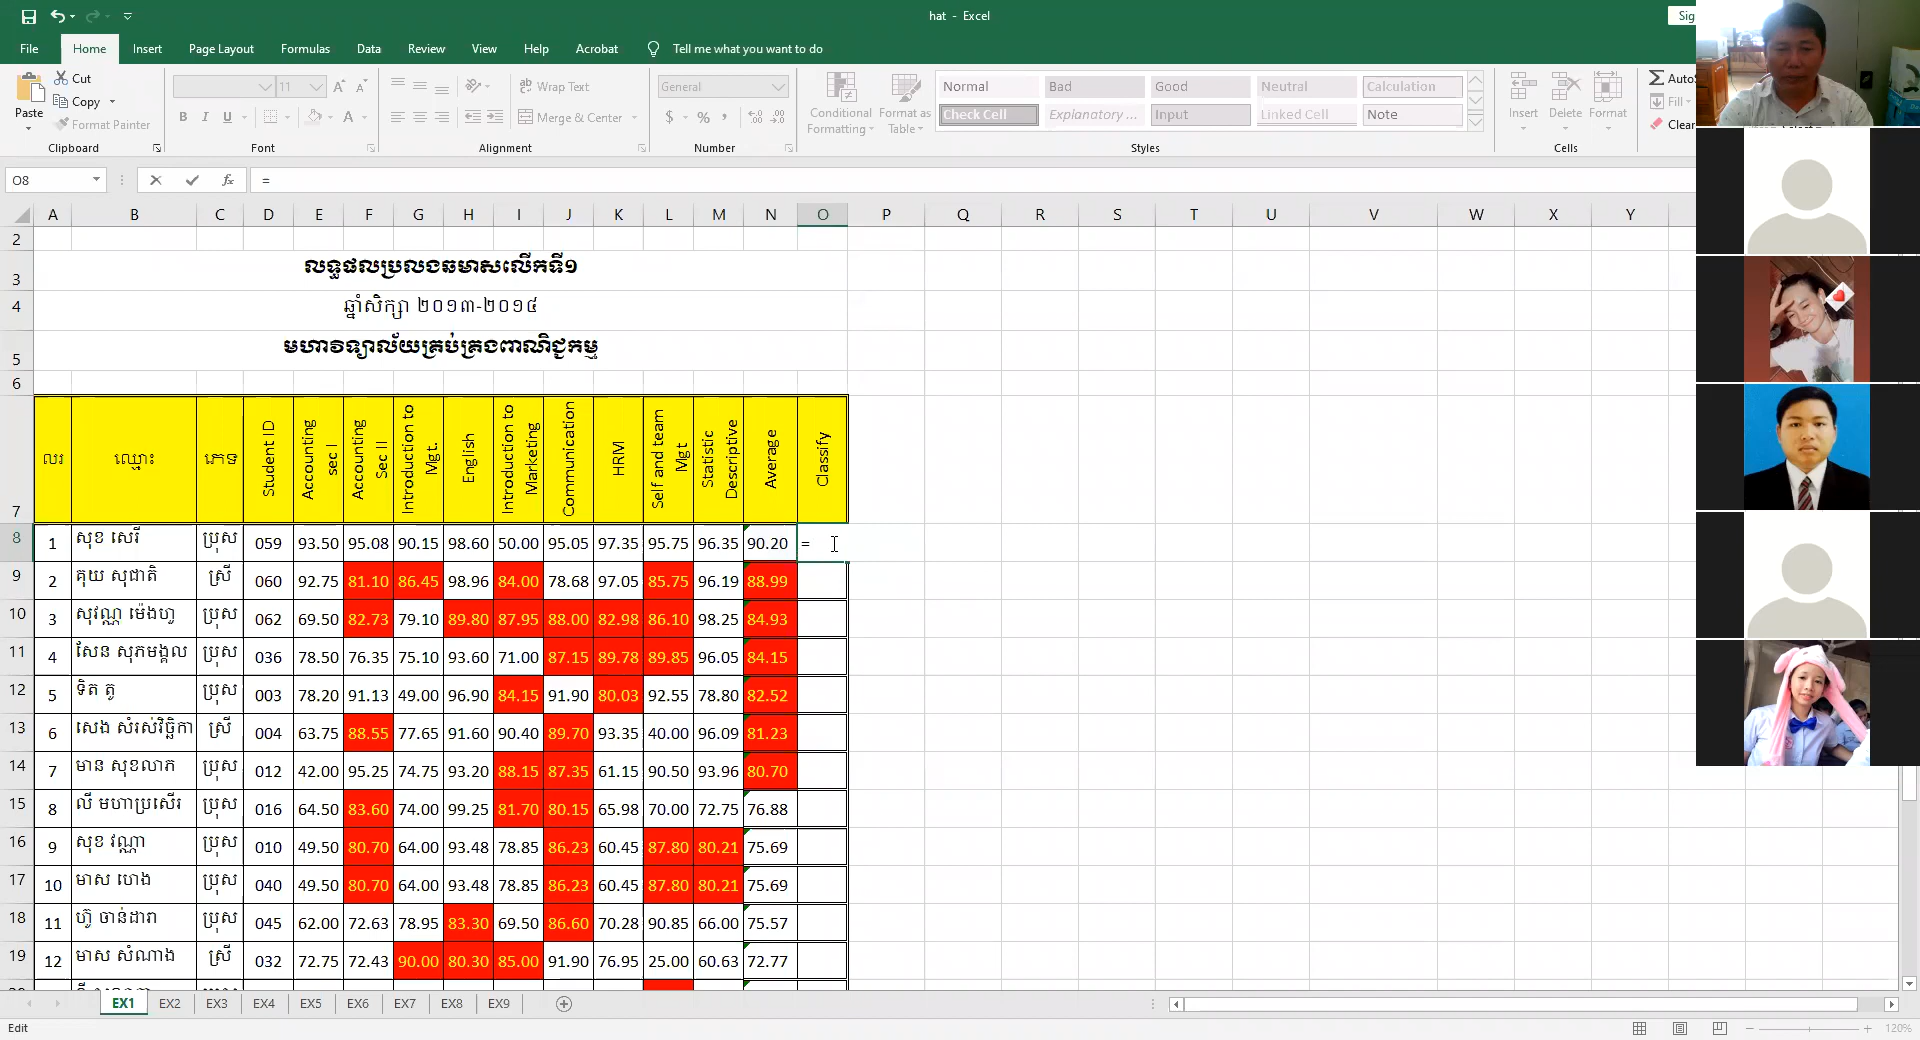 hat - Excel
Sig
File Home Insert Page Layout Formulas Data Review View Help Acrobat Tell me what you want to do
Paste Cut Copy Format Painter Clipboard
11 B I U A Font
Wrap Text Merge & Center Alignment
General $ % , Number
Conditional Formatting Format as Table
Normal Bad Good Neutral Calculation
Check Cell Explanatory ... Input Linked Cell Note
Styles
Insert Delete Format Cells
Auto
Fill
Clear
O8 fx =
A B C D E F G H I J K L M N O P Q R S T U V W X Y
2
3 លទ្ធផលប្រលងឆមាសលើកទី១
4 ឆ្នាំសិក្សា ២០១៣-២០១៤
5 មហាវិទ្យាល័យគ្រប់គ្រងពាណិជ្ជកម្ម
6
7 លរ ឈ្មោះ ភេទ Student ID Accounting sec I Accounting Sec II Introduction to Mgt. English Introduction to Marketing Communication HRM Self and team Mgt Statistic Descriptive Average Classify
8 1 សុខ សេរី ប្រុស 059 93.50 95.08 90.15 98.60 50.00 95.05 97.35 95.75 96.35 90.20 =
9 2 គុយ សុជាតិ ស្រី 060 92.75 81.10 86.45 98.96 84.00 78.68 97.05 85.75 96.19 88.99
10 3 សុវណ្ណ ម៉េងហួ ប្រុស 062 69.50 82.73 79.10 89.80 87.95 88.00 82.98 86.10 98.25 84.93
11 4 សែន សុភមង្គល ប្រុស 036 78.50 76.35 75.10 93.60 71.00 87.15 89.78 89.85 96.05 84.15
12 5 ទិត តូ ប្រុស 003 78.20 91.13 49.00 96.90 84.15 91.90 80.03 92.55 78.80 82.52
13 6 សេង សំរស់វិច្ឆិកា ស្រី 004 63.75 88.55 77.65 91.60 90.40 89.70 93.35 40.00 96.09 81.23
14 7 មាន សុខលាភ ប្រុស 012 42.00 95.25 74.75 93.20 88.15 87.35 61.15 90.50 93.96 80.70
15 8 លី មហាប្រសើរ ប្រុស 016 64.50 83.60 74.00 99.25 81.70 80.15 65.98 70.00 72.75 76.88
16 9 សុខ វណ្ណា ប្រុស 010 49.50 80.70 64.00 93.48 78.85 86.23 60.45 87.80 80.21 75.69
17 10 មាស ហេង ប្រុស 040 49.50 80.70 64.00 93.48 78.85 86.23 60.45 87.80 80.21 75.69
18 11 ហ៊ូ ចាន់ដារា ប្រុស 045 62.00 72.63 78.95 83.30 69.50 86.60 70.28 90.85 66.00 75.57
19 12 មាស សំណាង ស្រី 032 72.75 72.43 90.00 80.30 85.00 91.90 76.95 25.00 60.63 72.77
EX1 EX2 EX3 EX4 EX5 EX6 EX7 EX8 EX9
Edit 120%